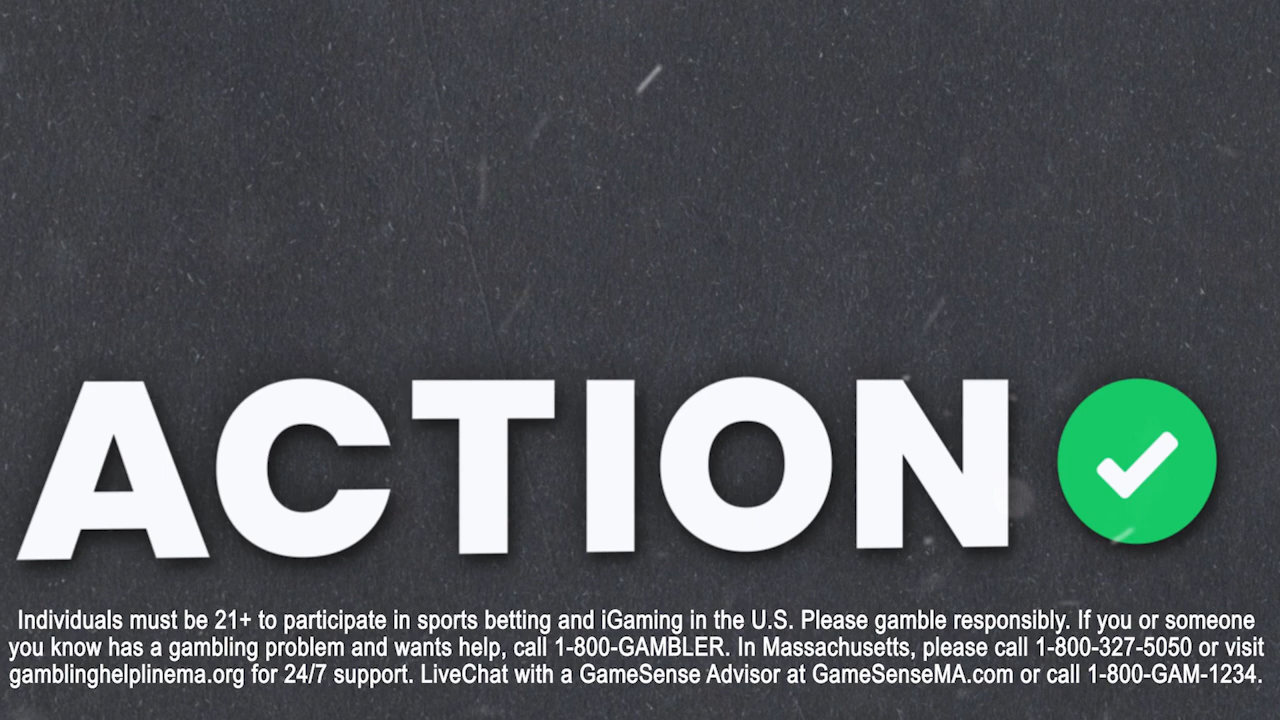 ACTION
Individuals must be 21+ to participate in sports betting and iGaming in the U.S. Please gamble responsibly. If you or someone
you know has a gambling problem and wants help, call 1-800-GAMBLER. In Massachusetts, please call 1-800-327-5050 or visit
gamblinghelplinema.org for 24/7 support. LiveChat with a GameSense Advisor at GameSenseMA.com or call 1-800-GAM-1234.